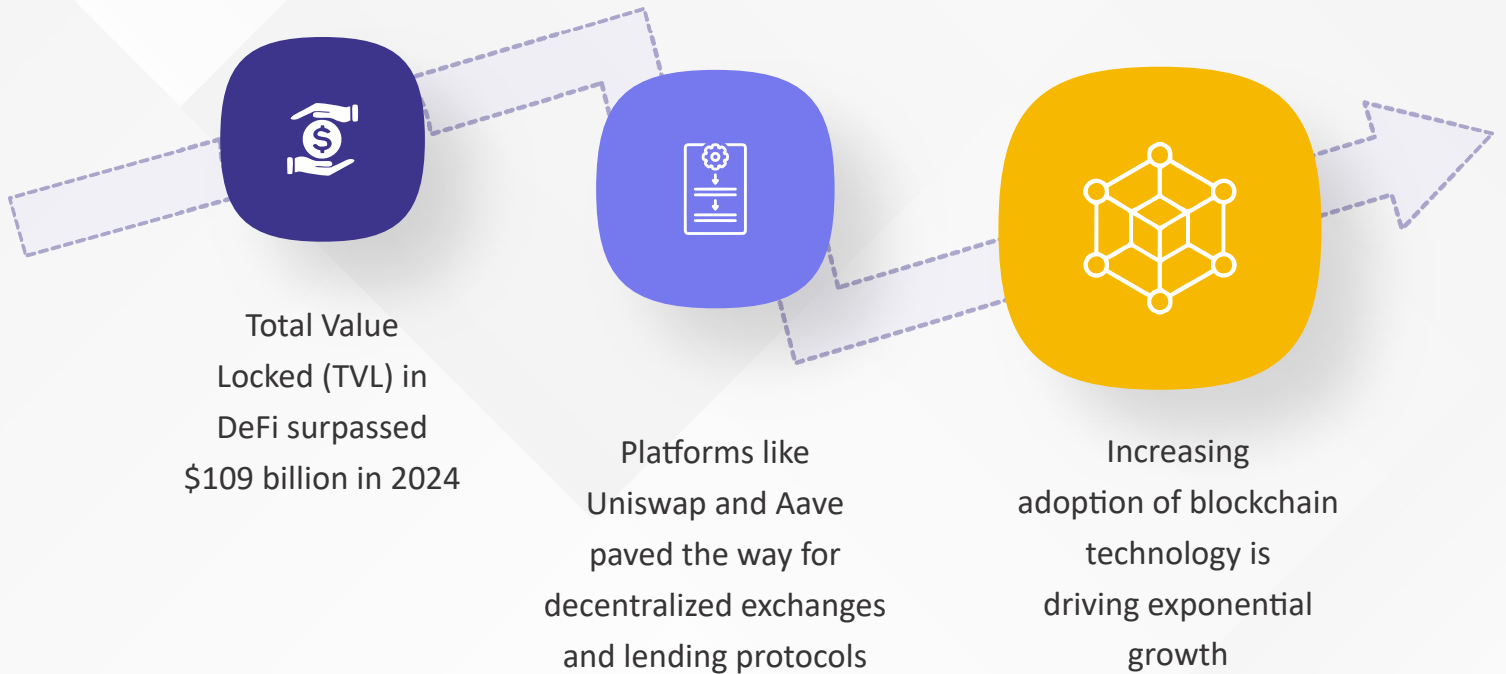 $
Total Value
Locked (TVL) in
DeFi surpassed
$109 billion in 2024
Platforms like
Uniswap and Aave
paved the way for
decentralized exchanges
and lending protocols
Increasing
adoption of blockchain
technology is
driving exponential
growth